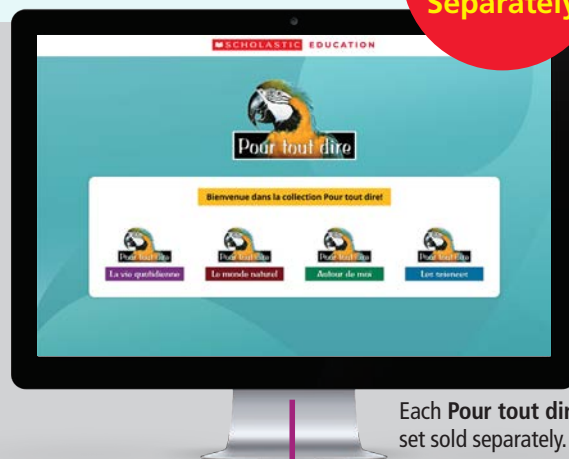 Separately
SCHOLASTIC EDUCATION
Pour tout dire
Bienvenue dans la collection Pour tout dire!
Pour tout dire
La vie quotidienne
Pour tout dire
Le monde naturel
Pour tout dire
Autour de moi
Pour tout dire
Les sciences
Each Pour tout dir
set sold separately.